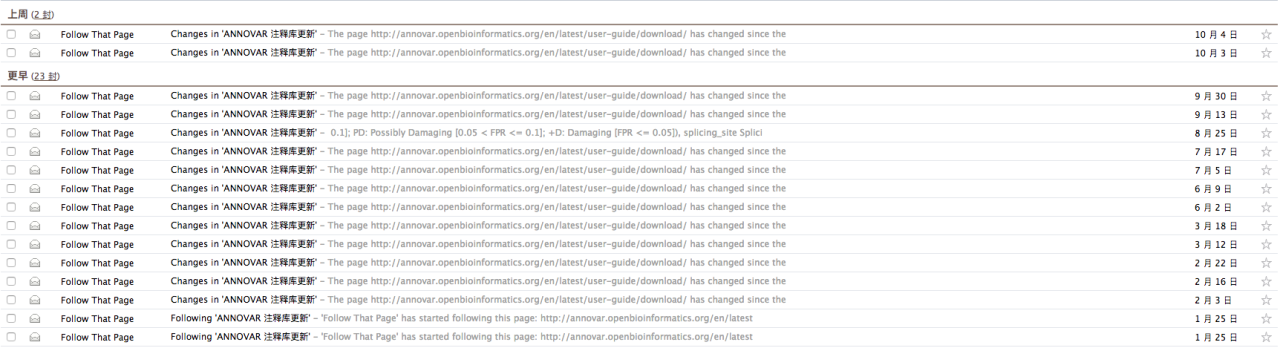 上周 (2 封)
Follow That Page Changes in 'ANNOVAR 注释库更新' – The page http://annovar.openbioinformatics.org/en/latest/user-guide/download/ has changed since the 10 月 4 日
Follow That Page Changes in 'ANNOVAR 注释库更新' – The page http://annovar.openbioinformatics.org/en/latest/user-guide/download/ has changed since the 10 月 3 日
更早 (23 封)
Follow That Page Changes in 'ANNOVAR 注释库更新' – The page http://annovar.openbioinformatics.org/en/latest/user-guide/download/ has changed since the 9 月 30 日
Follow That Page Changes in 'ANNOVAR 注释库更新' – The page http://annovar.openbioinformatics.org/en/latest/user-guide/download/ has changed since the 9 月 13 日
Follow That Page Changes in 'ANNOVAR 注释库更新' – 0.1]; PD: Possibly Damaging [0.05 < FPR <= 0.1]; +D: Damaging [FPR <= 0.05]), splicing_site Splici 8 月 25 日
Follow That Page Changes in 'ANNOVAR 注释库更新' – The page http://annovar.openbioinformatics.org/en/latest/user-guide/download/ has changed since the 7 月 17 日
Follow That Page Changes in 'ANNOVAR 注释库更新' – The page http://annovar.openbioinformatics.org/en/latest/user-guide/download/ has changed since the 7 月 5 日
Follow That Page Changes in 'ANNOVAR 注释库更新' – The page http://annovar.openbioinformatics.org/en/latest/user-guide/download/ has changed since the 6 月 9 日
Follow That Page Changes in 'ANNOVAR 注释库更新' – The page http://annovar.openbioinformatics.org/en/latest/user-guide/download/ has changed since the 6 月 2 日
Follow That Page Changes in 'ANNOVAR 注释库更新' – The page http://annovar.openbioinformatics.org/en/latest/user-guide/download/ has changed since the 3 月 18 日
Follow That Page Changes in 'ANNOVAR 注释库更新' – The page http://annovar.openbioinformatics.org/en/latest/user-guide/download/ has changed since the 3 月 12 日
Follow That Page Changes in 'ANNOVAR 注释库更新' – The page http://annovar.openbioinformatics.org/en/latest/user-guide/download/ has changed since the 2 月 22 日
Follow That Page Changes in 'ANNOVAR 注释库更新' – The page http://annovar.openbioinformatics.org/en/latest/user-guide/download/ has changed since the 2 月 16 日
Follow That Page Changes in 'ANNOVAR 注释库更新' – The page http://annovar.openbioinformatics.org/en/latest/user-guide/download/ has changed since the 2 月 3 日
Follow That Page Following 'ANNOVAR 注释库更新' – 'Follow That Page' has started following this page: http://annovar.openbioinformatics.org/en/latest 1 月 25 日
Follow That Page Following 'ANNOVAR 注释库更新' – 'Follow That Page' has started following this page: http://annovar.openbioinformatics.org/en/latest 1 月 25 日